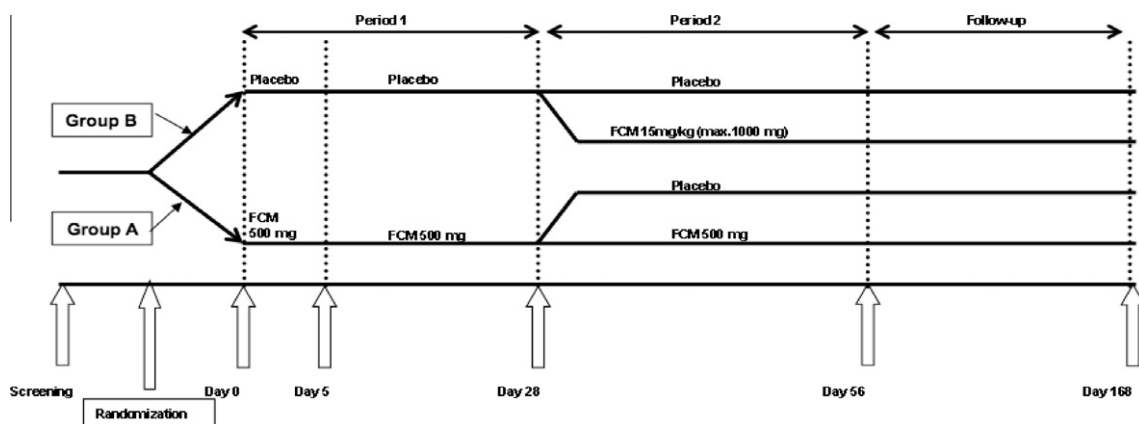 Period 1
Period 2
Follow-up
Placebo
Placebo
Placebo
Group B
FCM 15mg/kg (max.1000 mg)
Placebo
Group A
FCM
500 mg
FCM 500 mg
FCM 500 mg
Screening
Randomization
Day 0
Day 5
Day 28
Day 56
Day 168